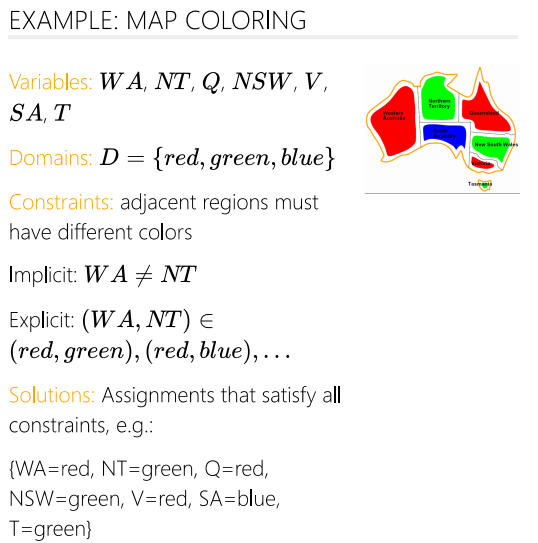 EXAMPLE: MAP COLORING
Variables: WA, NT, Q, NSW, V,
SA, T
Domains: D = {red, green, blue}
Constraints: adjacent regions must
have different colors
Implicit: WA ≠ NT
Explicit: (WA, NT) ∈
(red, green), (red, blue), …
Solutions: Assignments that satisfy all
constraints, e.g.:
{WA=red, NT=green, Q=red,
NSW=green, V=red, SA=blue,
T=green}
Northern
Territory
Western
Australia
Queensland
South
Australia
New South Wales
Victoria
Tasmania